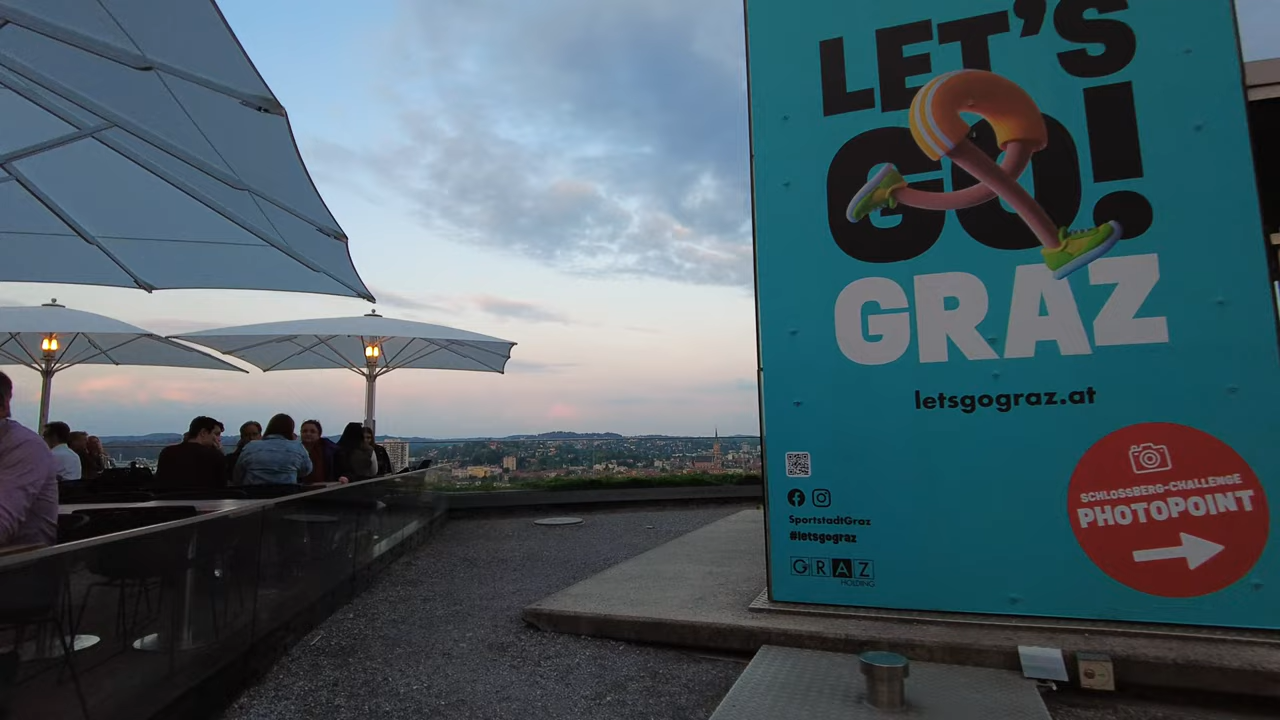 LET'S
GO!
GRAZ
letsgograz.at
SportstadtGraz
#letsgograz
GRAZ
HOLDING
SCHLOSSBERG-CHALLENGE
PHOTOPOINT